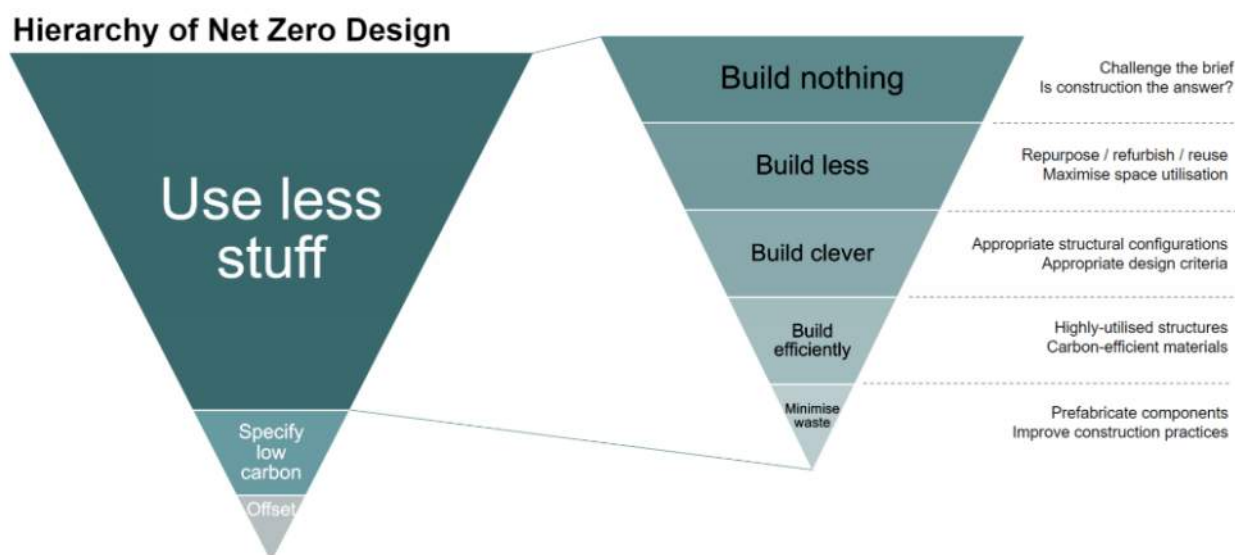 Hierarchy of Net Zero Design
Use less
stuff
Specify
low
carbon
Offset
Build nothing
Challenge the brief
Is construction the answer?
Build less
Repurpose / refurbish / reuse
Maximise space utilisation
Build clever
Appropriate structural configurations
Appropriate design criteria
Build
efficiently
Highly-utilised structures
Carbon-efficient materials
Minimise
waste
Prefabricate components
Improve construction practices